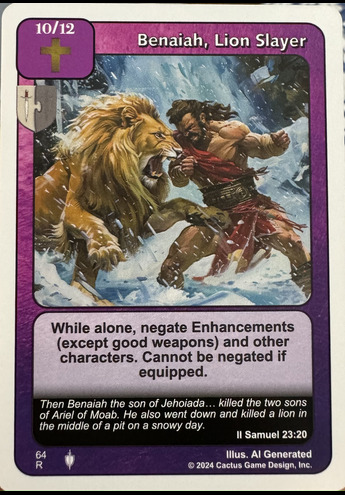 10/12
Benaiah, Lion Slayer
While alone, negate Enhancements
(except good weapons) and other
characters. Cannot be negated if
equipped.
Then Benaiah the son of Jehoiada… killed the two sons
of Ariel of Moab. He also went down and killed a lion in
the middle of a pit on a snowy day.
II Samuel 23:20
64
R
Illus. AI Generated
© 2024 Cactus Game Design, Inc.